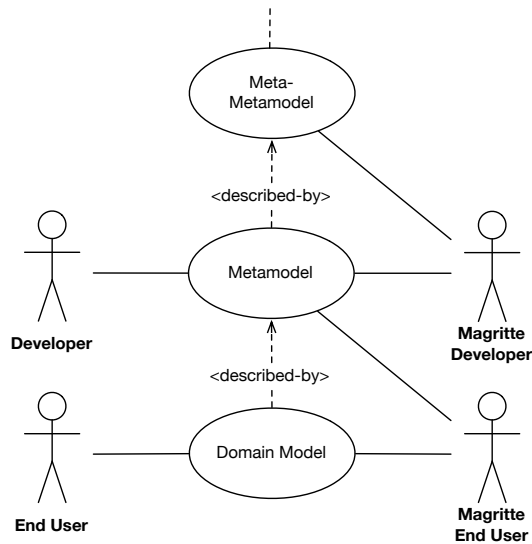 Meta-
Metamodel
<described-by>
Metamodel
Developer
Magritte
Developer
<described-by>
Domain Model
End User
Magritte
End User